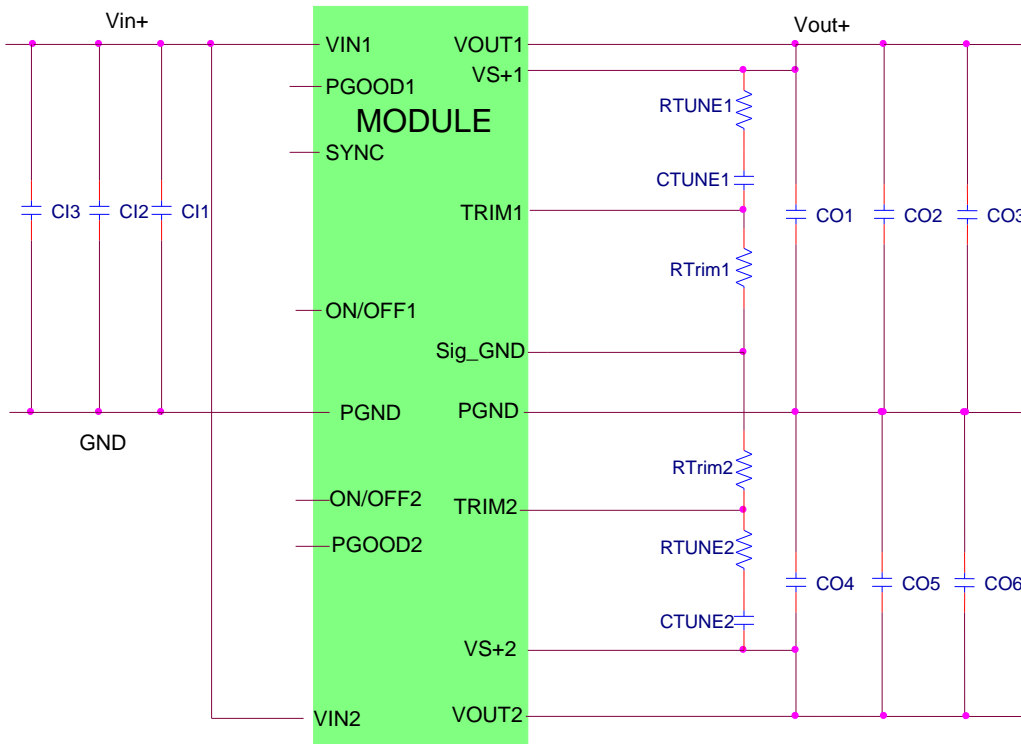 Vin+
Vout+
VIN1
VOUT1
VS+1
PGOOD1
RTUNE1
MODULE
SYNC
CTUNE1
CI3
CI2
CI1
TRIM1
CO1
CO2
CO3
RTrim1
ON/OFF1
Sig_GND
PGND
PGND
GND
RTrim2
ON/OFF2
TRIM2
PGOOD2
RTUNE2
CO4
CO5
CO6
CTUNE2
VS+2
VIN2
VOUT2